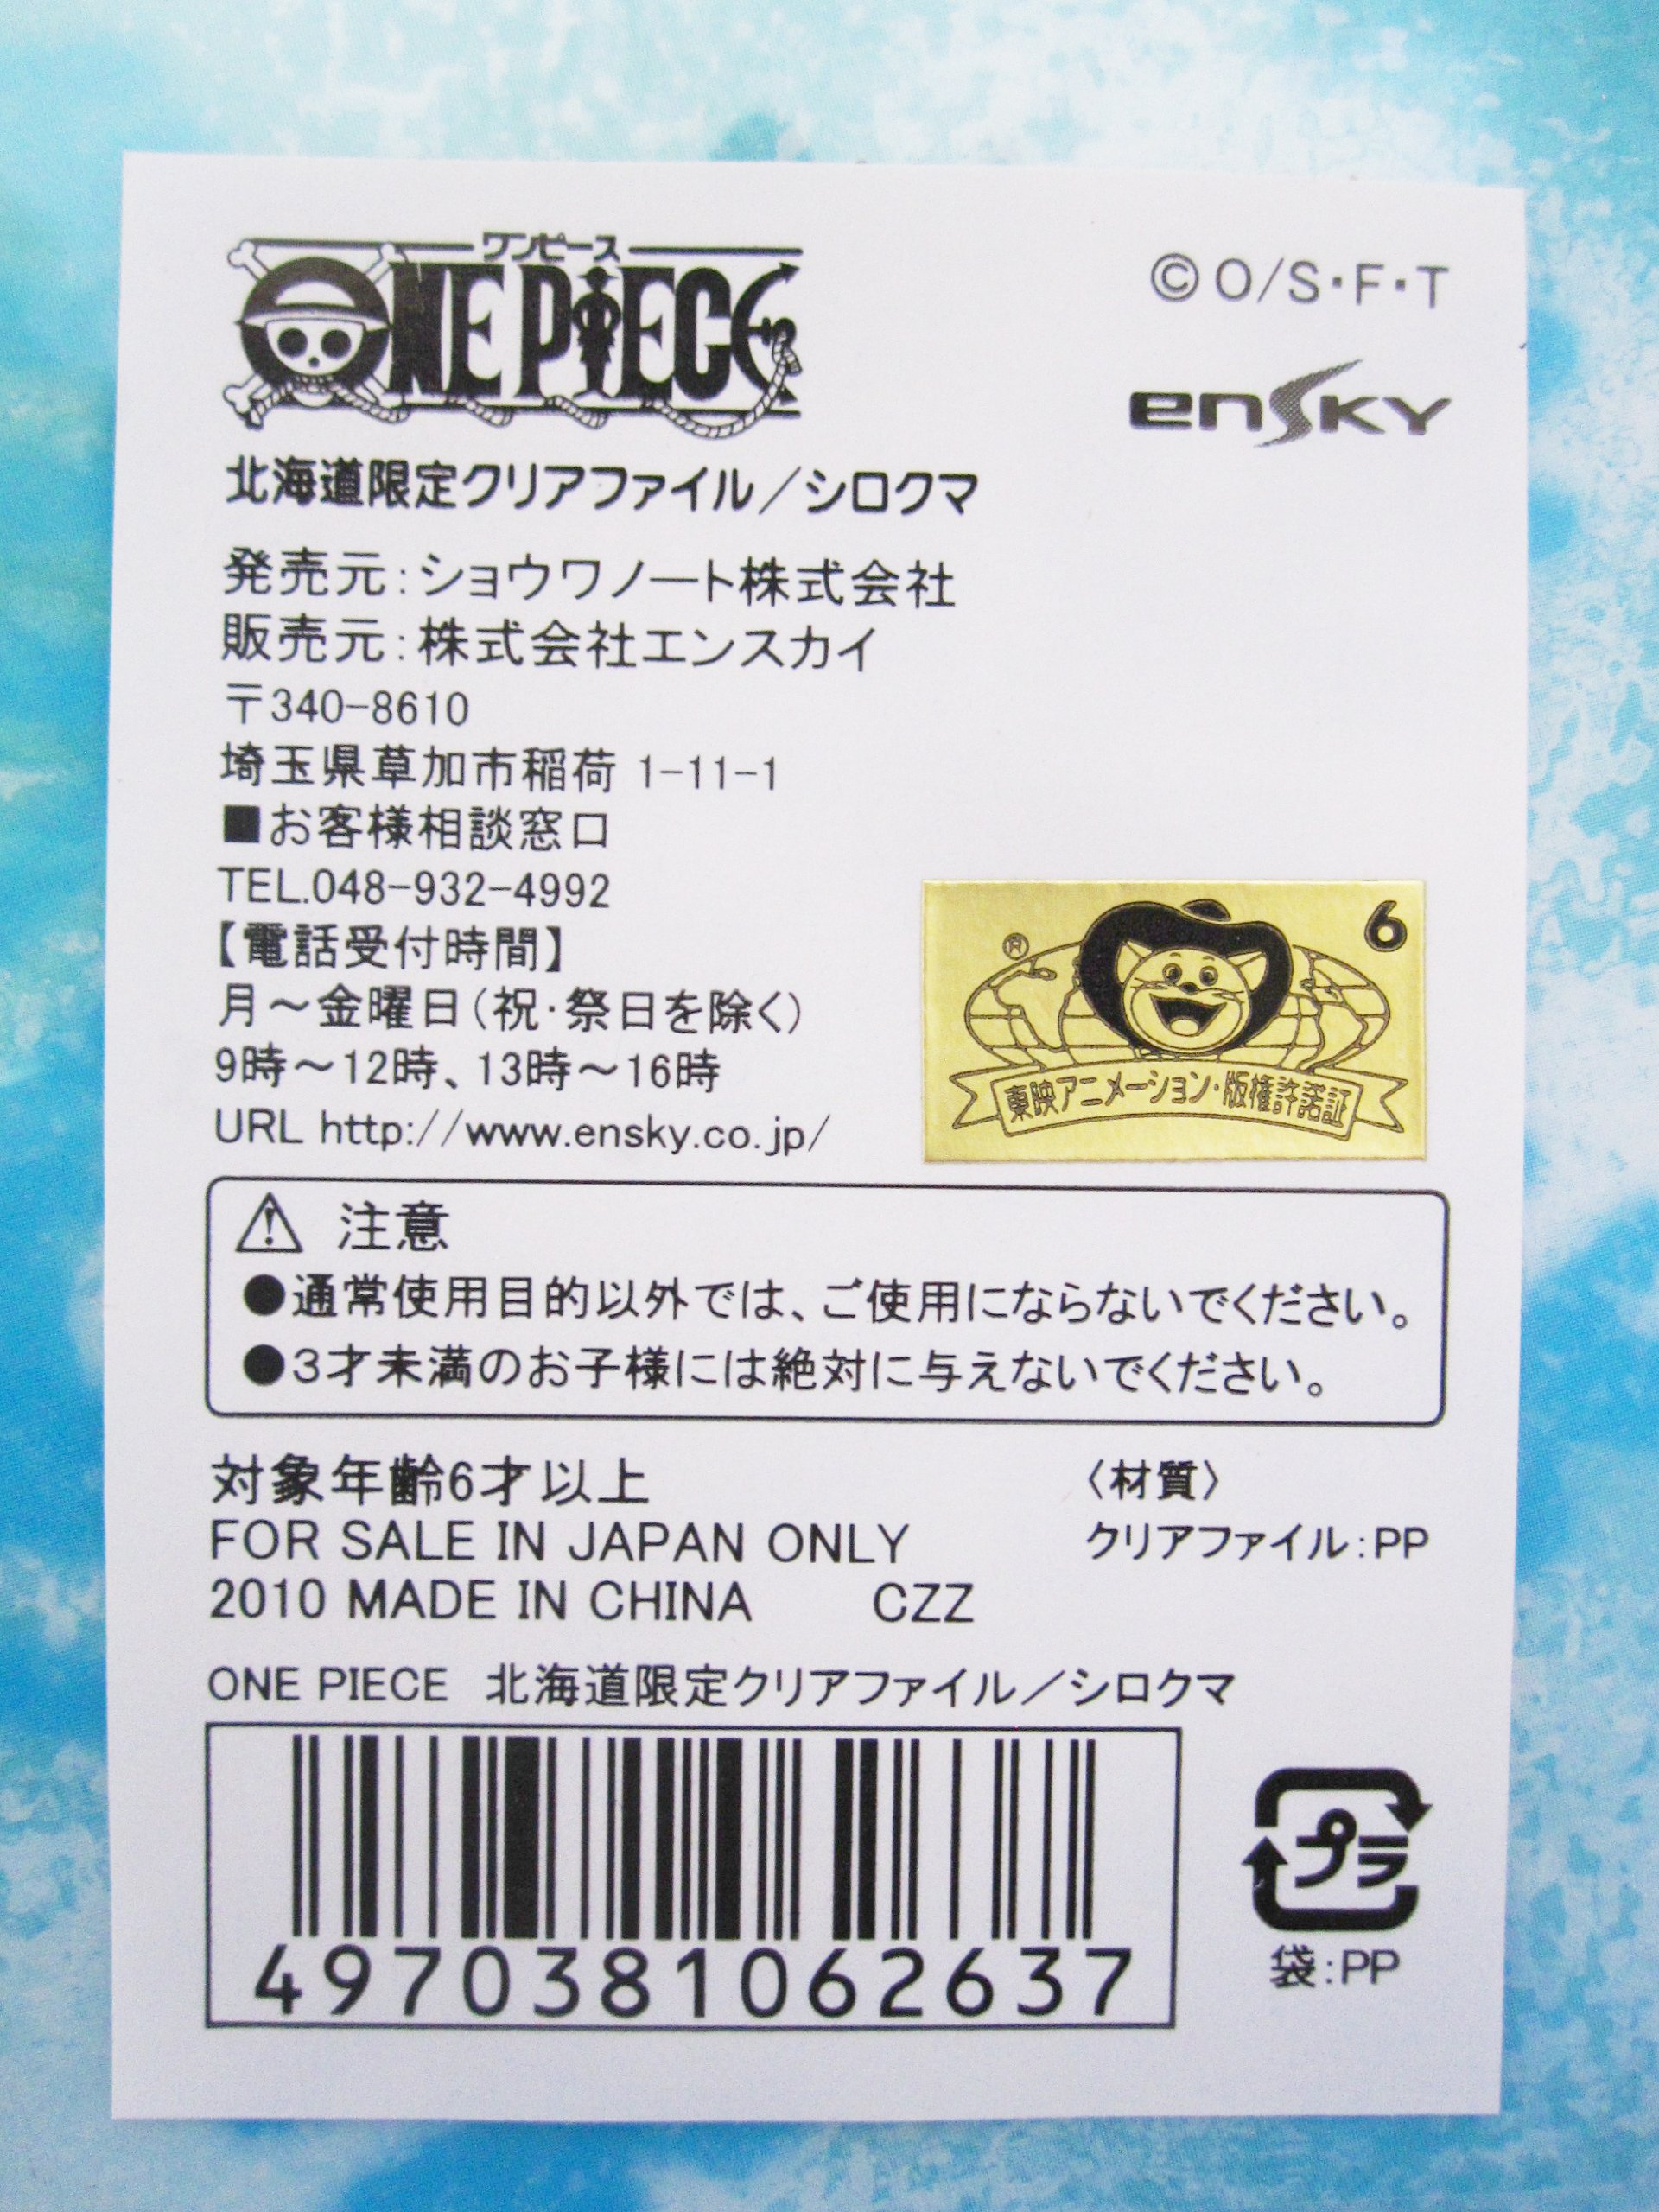 ワンピース
ONE PIECE
©O/S・F・T
ensky
北海道限定クリアファイル/シロクマ
発売元:ショウワノート株式会社
販売元:株式会社エンスカイ
〒340-8610
埼玉県草加市稲荷 1-11-1
■お客様相談窓口
TEL.048-932-4992
【電話受付時間】
月~金曜日(祝・祭日を除く)
9時~12時、13時~16時
URL http://www.ensky.co.jp/
6
®
東映アニメーション・版権許諾証
⚠ 注意
●通常使用目的以外では、ご使用にならないでください。
●3才未満のお子様には絶対に与えないでください。
対象年齢6才以上
FOR SALE IN JAPAN ONLY
2010 MADE IN CHINA CZZ
〈材質〉
クリアファイル:PP
ONE PIECE 北海道限定クリアファイル/シロクマ
4970381062637
プラ
袋:PP